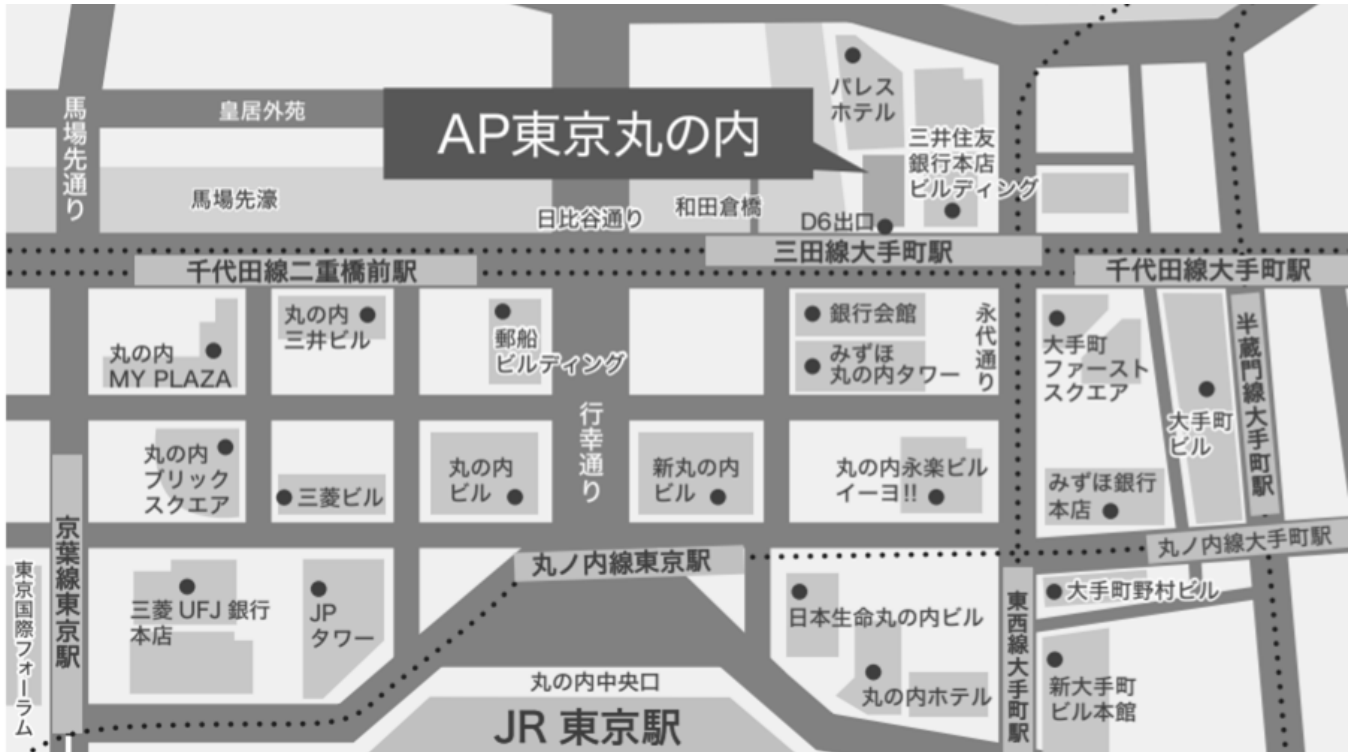 パレス
ホテル
馬場先通り
皇居外苑
AP東京丸の内
三井住友
銀行本店
ビルディング
馬場先濠
日比谷通り
和田倉橋
D6出口
三田線大手町駅
千代田線二重橋前駅
千代田線大手町駅
丸の内
MY PLAZA
丸の内
三井ビル
郵船
ビルディング
銀行会館
みずほ
丸の内タワー
永代通り
大手町
ファースト
スクエア
大手町
ビル
半蔵門線大手町駅
行幸通り
丸の内
ブリック
スクエア
三菱ビル
丸の内
ビル
新丸の内
ビル
丸の内永楽ビル
イーヨ!!
みずほ銀行
本店
京葉線東京駅
丸ノ内線東京駅
丸ノ内線大手町駅
東京国際フォーラム
三菱 UFJ 銀行
本店
JP
タワー
日本生命丸の内ビル
東西線大手町駅
大手町野村ビル
丸の内ホテル
新大手町
ビル本館
丸の内中央口
JR 東京駅